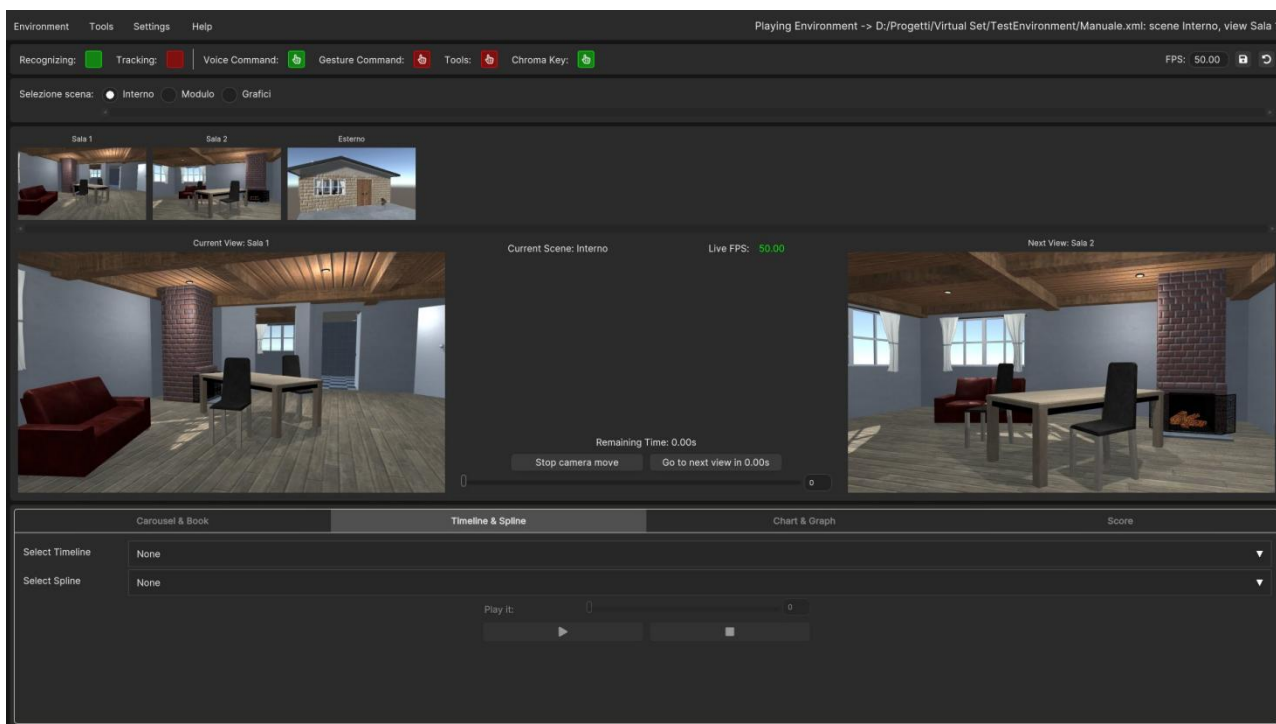 Environment Tools Settings Help Playing Environment -> D:/Progetti/Virtual Set/TestEnvironment/Manuale.xml: scene Interno, view Sala 1
Recognizing: Tracking: Voice Command: Gesture Command: Tools: Chroma Key: FPS: 50.00
Selezione scena: Interno Modulo Grafici
Sala 1 Sala 2 Esterno
Current View: Sala 1 Current Scene: Interno Live FPS: 50.00 Next View: Sala 2
Remaining Time: 0.00s
Stop camera move Go to next view in 0.00s
0
Carousel & Book Timeline & Spline Chart & Graph Score
Select Timeline None
Select Spline None
Play it: 0